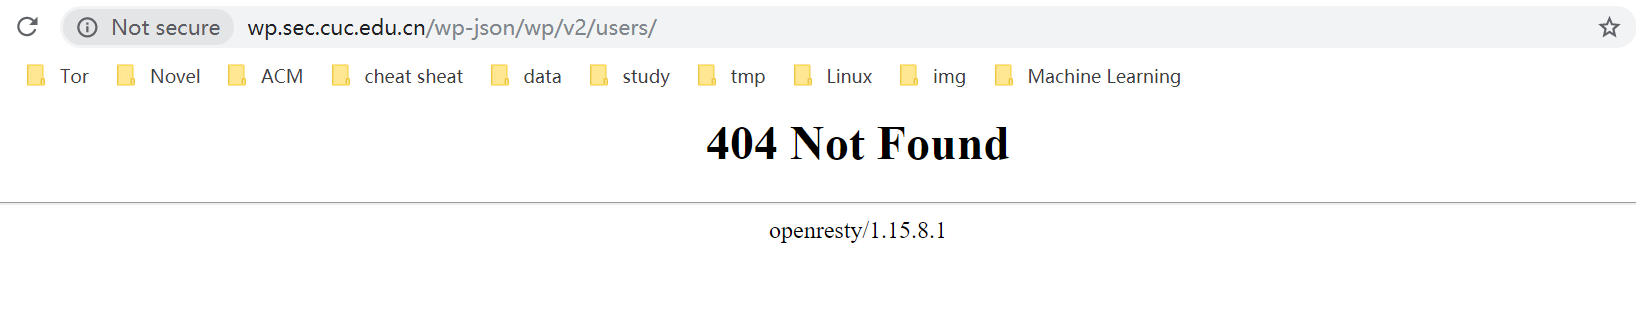 Not secure wp.sec.cuc.edu.cn/wp-json/wp/v2/users/
Tor Novel ACM cheat sheat data study tmp Linux img Machine Learning
404 Not Found
openresty/1.15.8.1